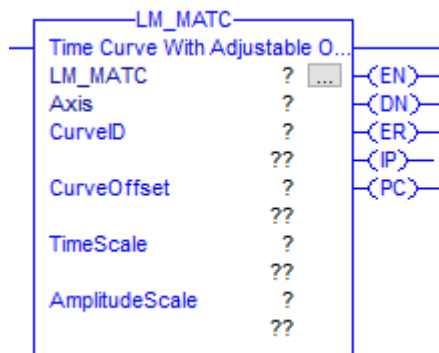 LM_MATC
Time Curve With Adjustable O...
LM_MATC ? ... (EN)
Axis ? (DN)
CurveID ? (ER)
?? (IP)
CurveOffset ? (PC)
??
TimeScale ?
??
AmplitudeScale ?
??